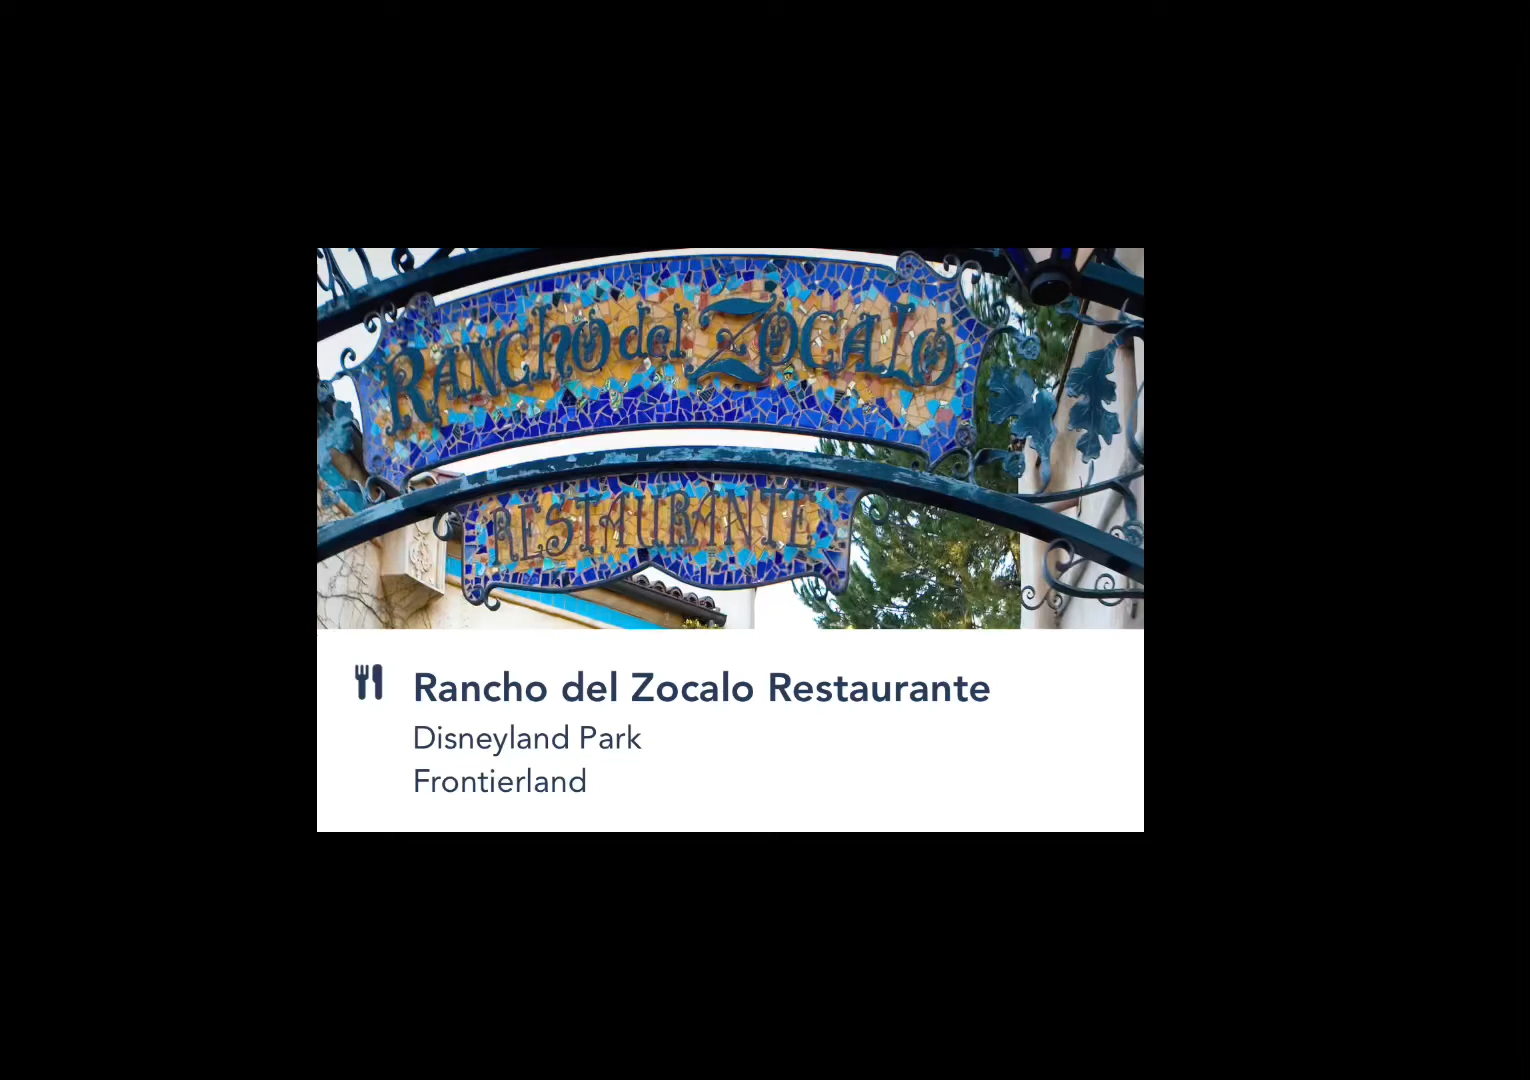 RANCHO del ZOCALO
RESTAURANTE
Rancho del Zocalo Restaurante
Disneyland Park
Frontierland